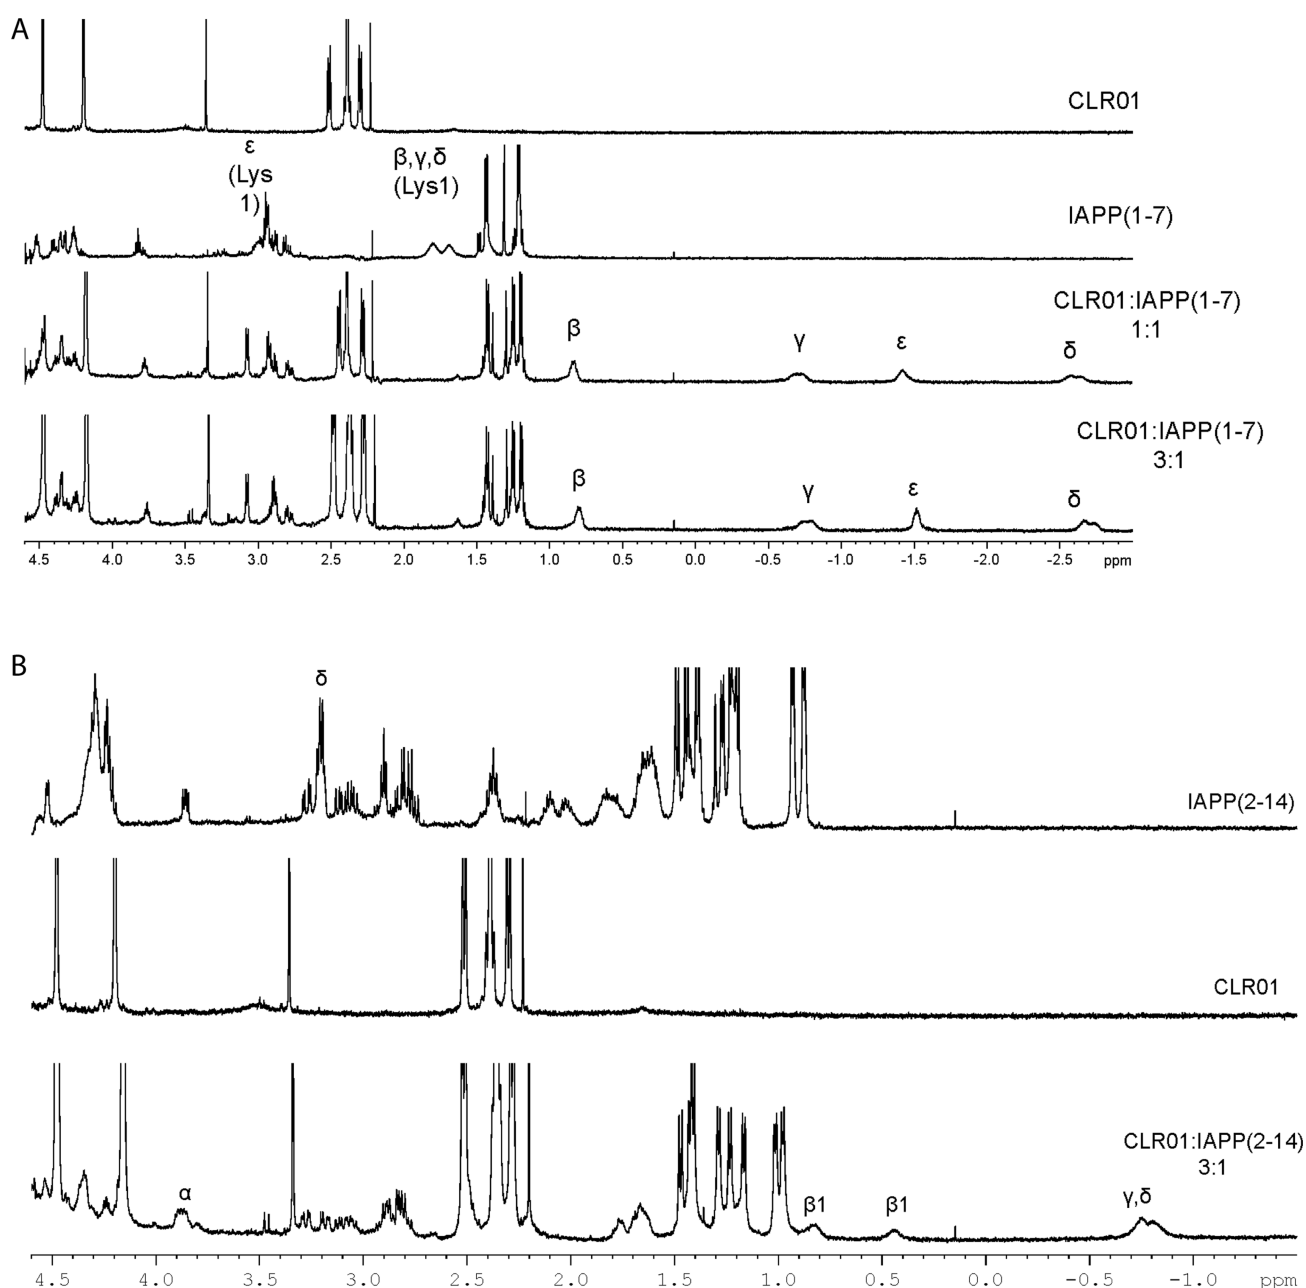 A
CLR01
ε
(Lys
1)
β,γ,δ
(Lys1)
IAPP(1-7)
CLR01:IAPP(1-7)
1:1
β
γ
ε
δ
CLR01:IAPP(1-7)
3:1
β
γ
ε
δ
4.5 4.0 3.5 3.0 2.5 2.0 1.5 1.0 0.5 0.0 -0.5 -1.0 -1.5 -2.0 -2.5 ppm
B
δ
IAPP(2-14)
CLR01
CLR01:IAPP(2-14)
3:1
α
β1
β1
γ,δ
4.5 4.0 3.5 3.0 2.5 2.0 1.5 1.0 0.5 0.0 -0.5 -1.0 ppm